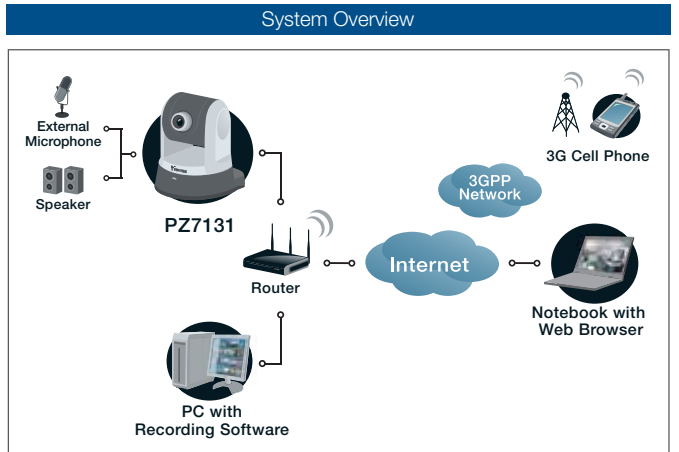 System Overview
External
Microphone
Speaker
PZ7131
3G Cell Phone
3GPP
Network
Router
Internet
Notebook with
Web Browser
PC with
Recording Software